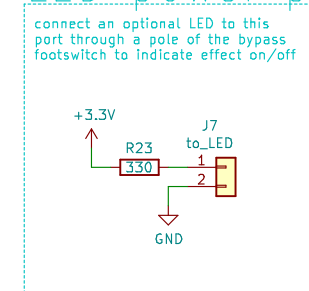 connect an optional LED to this
port through a pole of the bypass
footswitch to indicate effect on/off
+3.3V
J7
R23
to_LED
330
1
2
GND